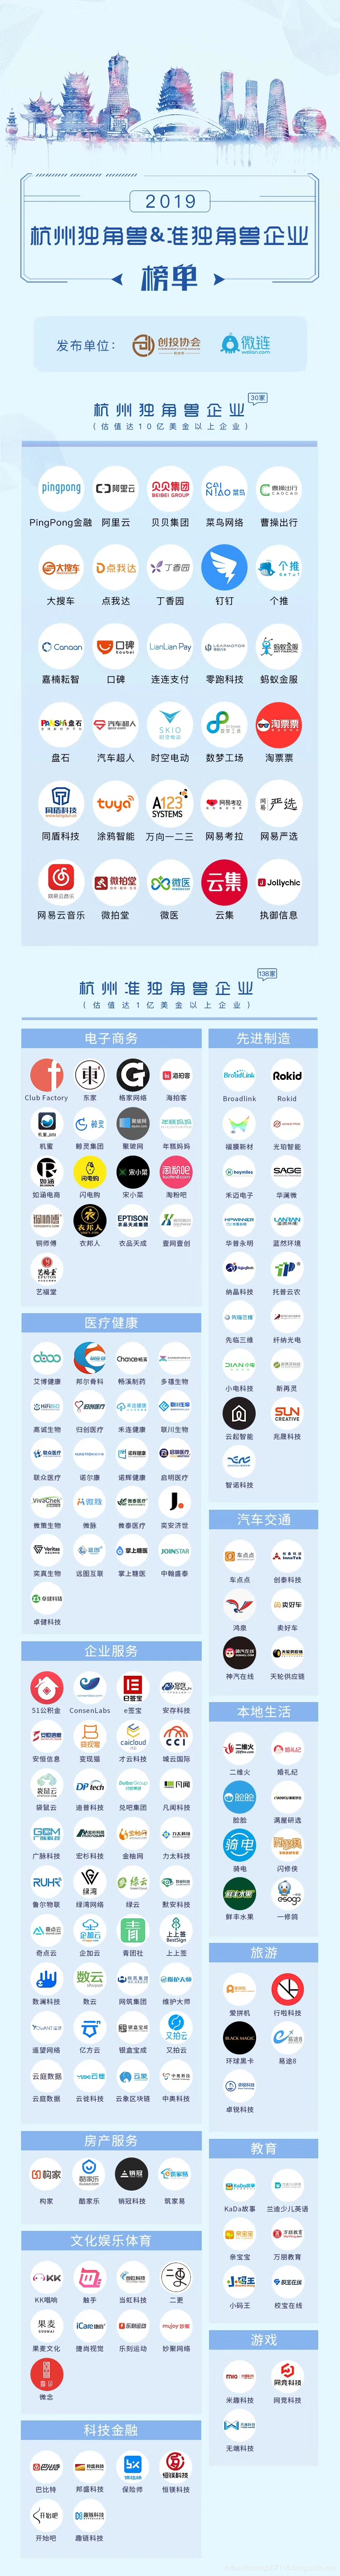 2019
杭州独角兽&准独角兽企业
榜单
发布单位：
创投协会
微链
welian.com
30家
杭州独角兽企业
(估值达10亿美金以上企业)
PingPong金融 阿里云 贝贝集团 菜鸟网络 曹操出行
大搜车 点我达 丁香园 钉钉 个推
嘉楠耘智 口碑 连连支付 零跑科技 蚂蚁金服
盘石 汽车超人 时空电动 数梦工场 淘票票
同盾科技 涂鸦智能 万向一二三 网易考拉 网易严选
网易云音乐 微拍堂 微医 云集 执御信息
138家
杭州准独角兽企业
(估值达1亿美金以上企业)
电子商务
Club Factory 东家 格家网络 海拍客
机蜜 鲸灵集团 聚玻网 年糕妈妈
如涵电商 闪电购 宋小菜 淘粉吧
铜师傅 衣邦人 衣品天成 壹网壹创
艺福堂
医疗健康
艾博健康 邦尔骨科 畅溪制药 多禧生物
高诚生物 归创医疗 禾连健康 联川生物
联众医疗 诺尔康 诺辉健康 启明医疗
微策生物 微脉 微泰医疗 奕安济世
奕真生物 远图互联 掌上糖医 中翰盛泰
卓健科技
企业服务
51公积金 ConsenLabs e签宝 安存科技
安恒信息 变现猫 才云科技 城云国际
袋鼠云 迪普科技 兑吧集团 凡闻科技
广脉科技 宏杉科技 金柚网 力太科技
鲁尔物联 绿湾网络 绿云 默安科技
奇点云 企加云 青团社 上上签
数澜科技 数云 网筑集团 维护大师
遥望网络 亿方云 银盒宝成 又拍云
云庭数据 云徙科技 云象区块链 中奥科技
房产服务
构家 酷家乐 销冠科技 筑家易
文化娱乐体育
KK唱响 触手 当虹科技 二更
果麦文化 捷尚视觉 乐刻运动 妙聚网络
微念
科技金融
巴比特 邦盛科技 保险师 恒镁科技
开始吧 趣链科技
先进制造
Broadlink Rokid
福膜新材 光珀智能
禾迈电子 华澜微
华普永明 蓝然环境
纳晶科技 托普云农
先临三维 纤纳光电
小电科技 新再灵
云起智能 兆晟科技
智诺科技
汽车交通
车点点 创泰科技
鸿泉 卖好车
神汽在线 天轮供应链
本地生活
二维火 婚礼纪
脸脸 满屋研选
骑电 闪修侠
鲜丰水果 一修鸽
旅游
爱拼机 行啦科技
环球黑卡 易途8
卓锐科技
教育
KaDa故事 兰迪少儿英语
亲宝宝 万朋教育
小码王 校宝在线
游戏
米趣科技 网竞科技
无端科技